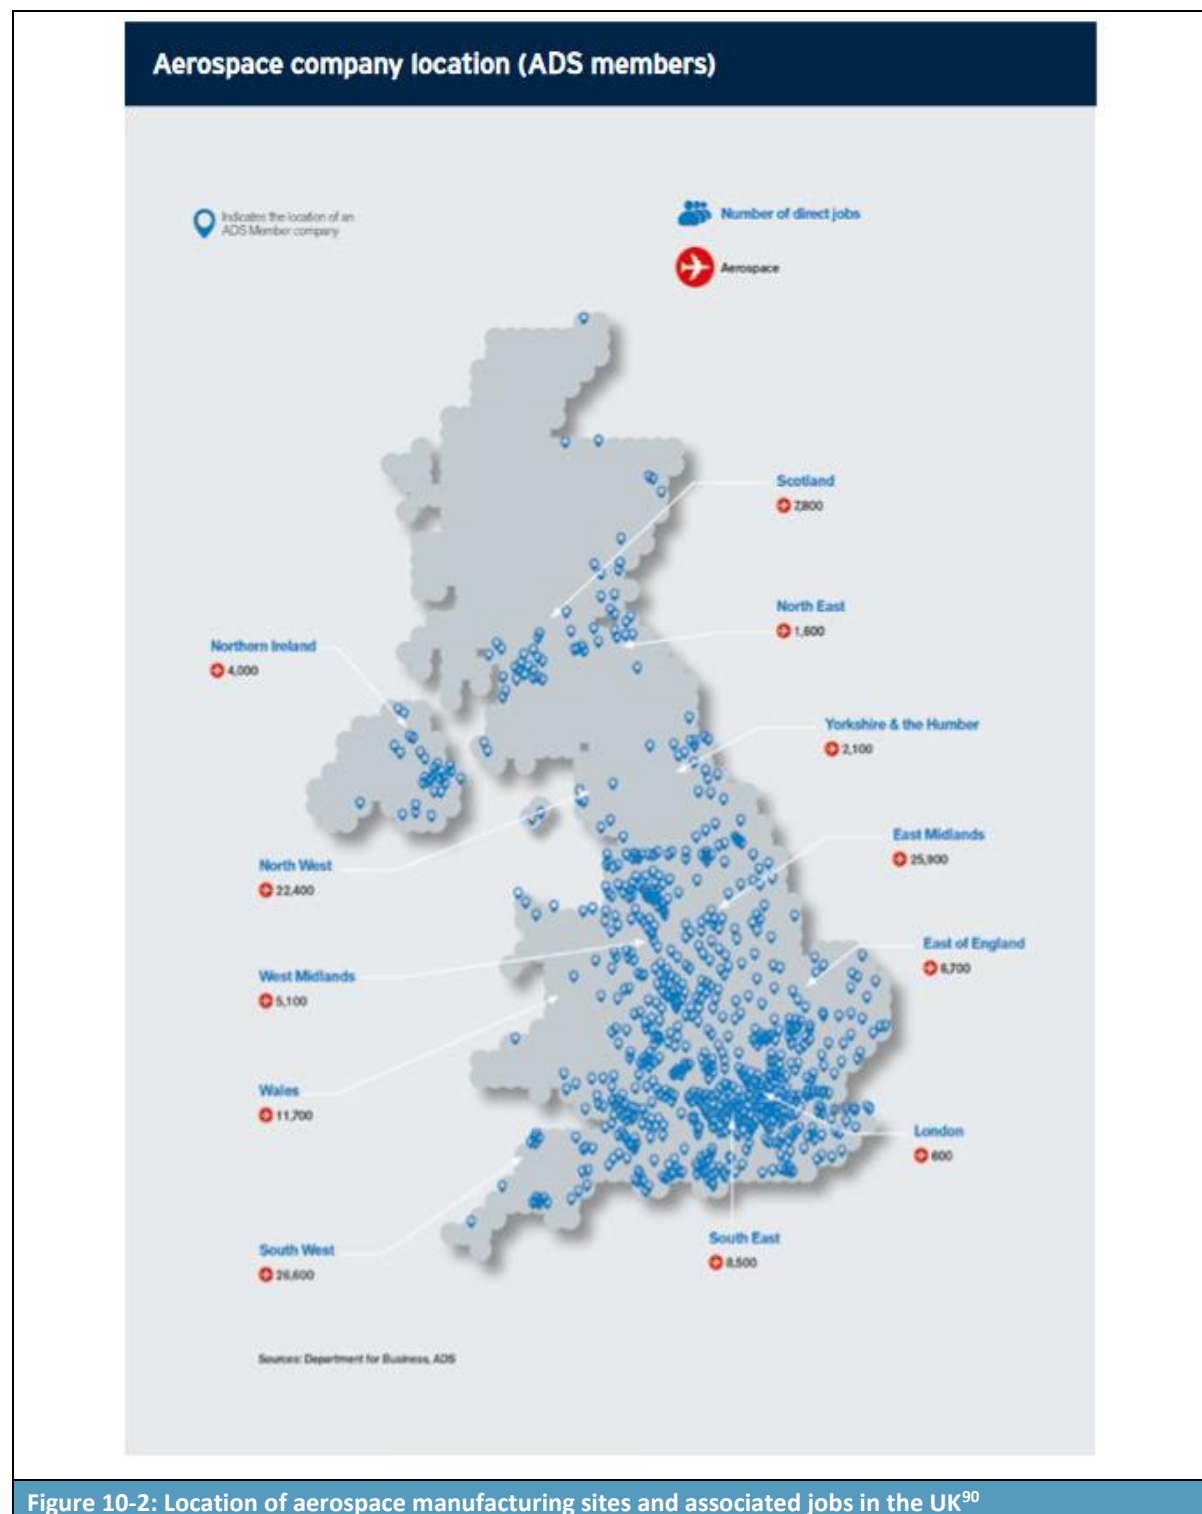 Aerospace company location (ADS members)
Indicates the location of an
ADS Member company
Number of direct jobs
Aerospace
Scotland
7,800
North East
1,600
Northern Ireland
4,000
Yorkshire & the Humber
2,100
East Midlands
25,900
North West
22,400
East of England
6,700
West Midlands
5,100
Wales
11,700
London
600
South East
8,500
South West
26,600
Sources: Department for Business, ADS
Figure 10-2: Location of aerospace manufacturing sites and associated jobs in the UK90